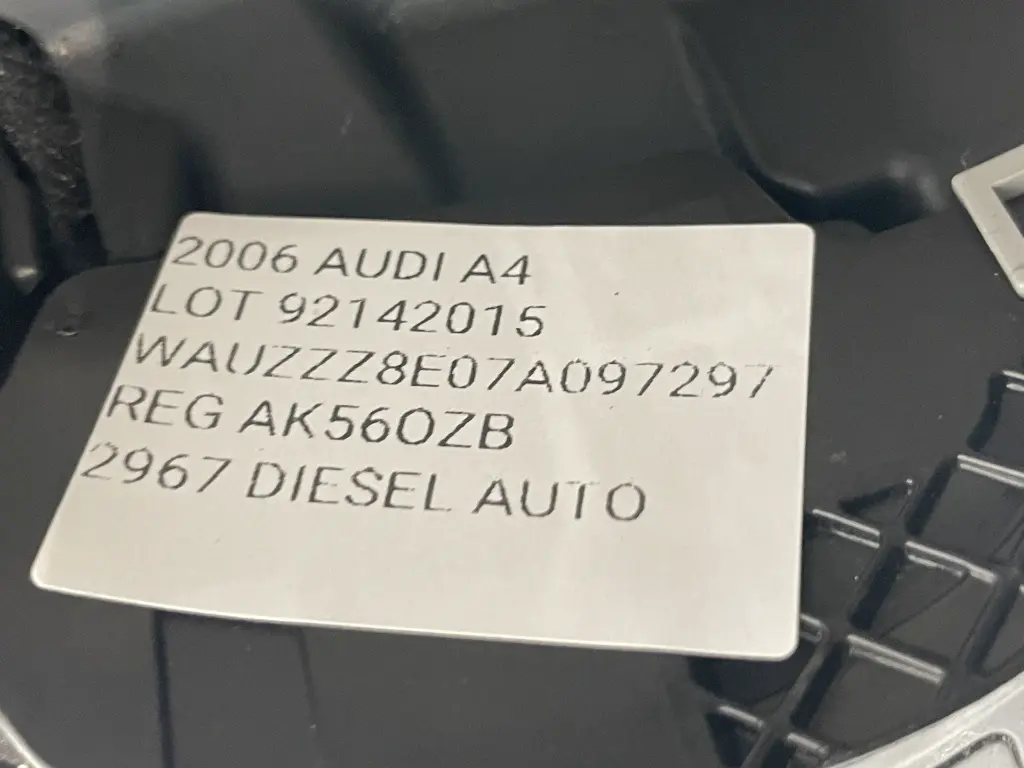 2006 AUDI A4
LOT 92142015
WAUZZZ8E07A097297
REG AK56OZB
2967 DIESEL AUTO